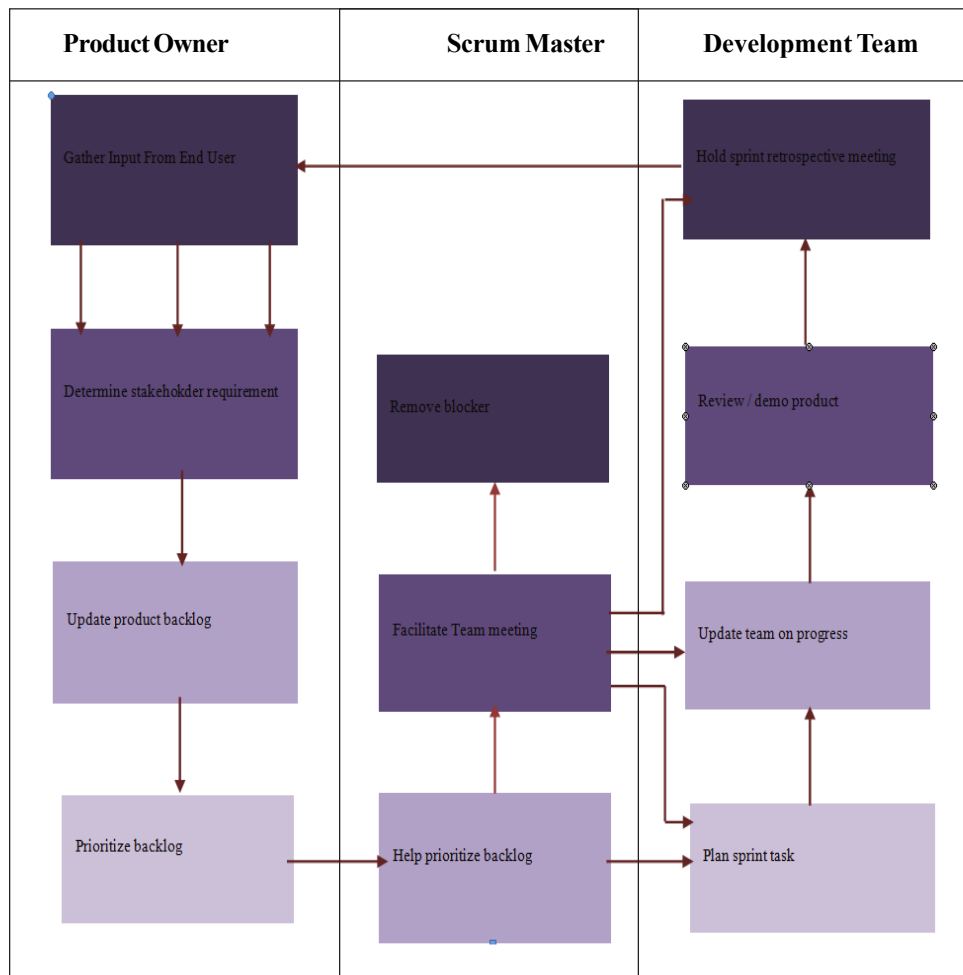 Product Owner
Scrum Master
Development Team
Gather Input From End User
Hold sprint retrospective meeting
Determine stakehokder requirement
Remove blocker
Review / demo product
Update product backlog
Facilitate Team meeting
Update team on progress
Prioritize backlog
Help prioritize backlog
Plan sprint task